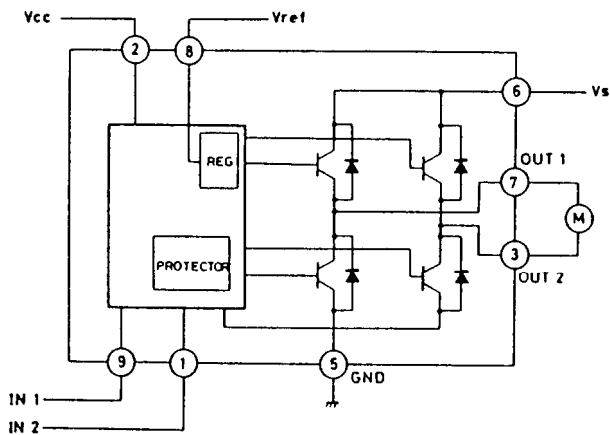 Vcc
Vref
2
8
6
Vs
REG
OUT 1
7
M
3
OUT 2
PROTECTOR
9
1
5
GND
IN 1
IN 2